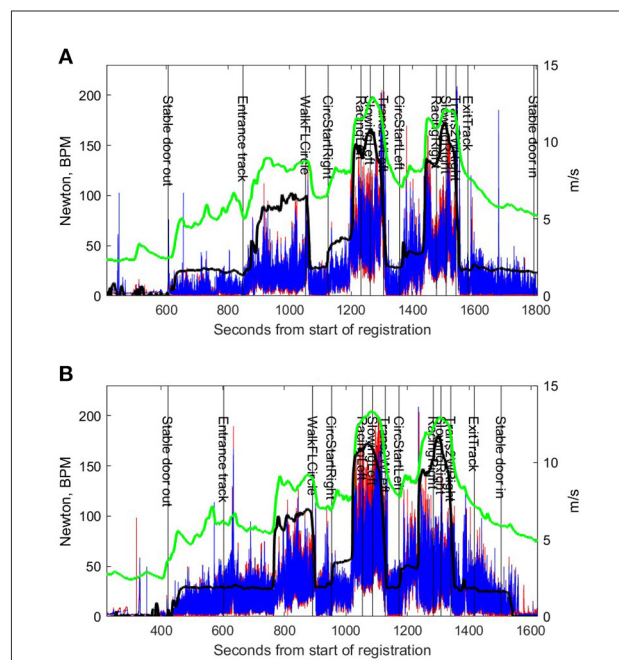 A
200
150
100
50
0
Newton, BPM
15
10
5
0
m/s
Stable door out
Entrance track
WalkFLCircle
CircStartRight
CircStartLeft
ExitTrack
Stable door in
600
800
1000
1200
1400
1600
1800
Seconds from start of registration
B
200
150
100
50
0
Newton, BPM
15
10
5
0
m/s
Stable door out
Entrance track
WalkFLCircle
CircStartRight
CircStartLeft
ExitTrack
Stable door in
400
600
800
1000
1200
1400
1600
Seconds from start of registration